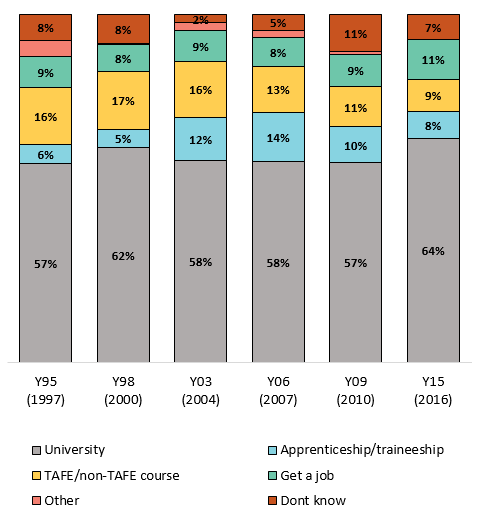 8% 8% 2% 5% 11% 7%
9% 8% 9% 8% 9% 11%
16% 17% 16% 13% 11% 9%
6% 5% 12% 14% 10% 8%
57% 62% 58% 58% 57% 64%
Y95 Y98 Y03 Y06 Y09 Y15
(1997) (2000) (2004) (2007) (2010) (2016)
University Apprenticeship/traineeship
TAFE/non-TAFE course Get a job
Other Dont know